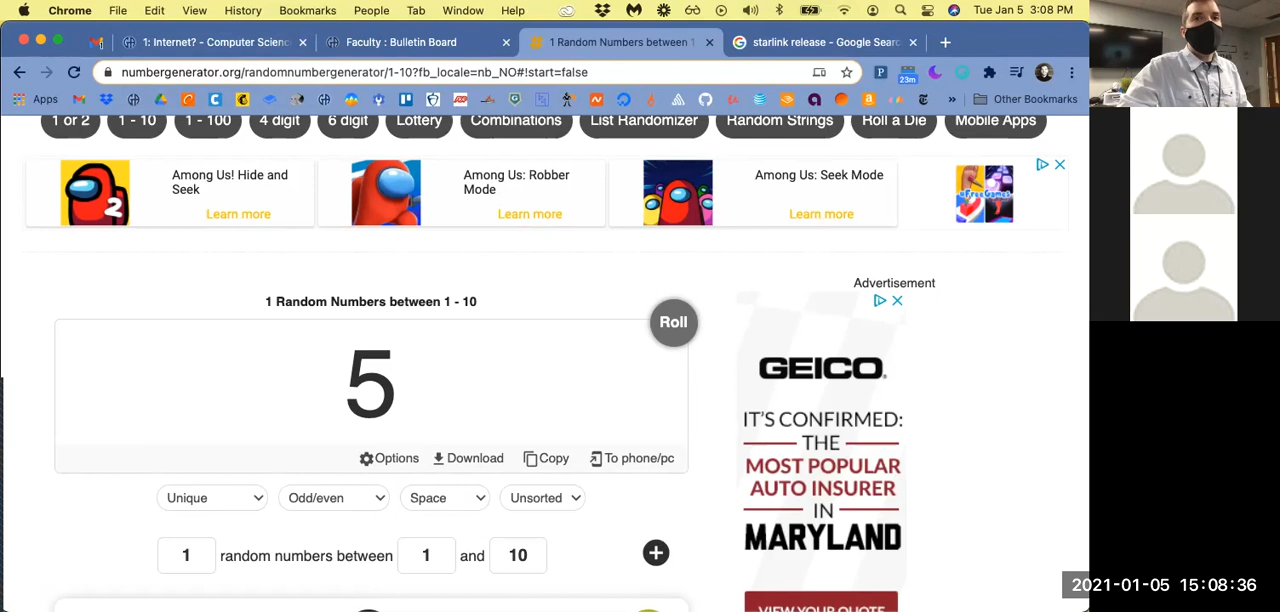 Chrome File Edit View History Bookmarks People Tab Window Help Tue Jan 5 3:08 PM
1: Internet? - Computer Scienc Faculty : Bulletin Board 1 Random Numbers between 1 starlink release - Google Sear
numbergenerator.org/randomnumbergenerator/1-10?fb_locale=nb_NO#!start=false
23m
Apps Other Bookmarks
1 or 2 1 - 10 1 - 100 4 digit 6 digit Lottery Combinations List Randomizer Random Strings Roll a Die Mobile Apps
Among Us! Hide and
Seek
Learn more
Among Us: Robber
Mode
Learn more
Among Us: Seek Mode
Learn more
#FreeGames
2
Advertisement
1 Random Numbers between 1 - 10
Roll
5
Options Download Copy To phone/pc
Unique Odd/even Space Unsorted
1 random numbers between 1 and 10
GEICO.
IT'S CONFIRMED:
THE
MOST POPULAR
AUTO INSURER
IN
MARYLAND
VIEW YOUR QUOTE
2021-01-05 15:08:36